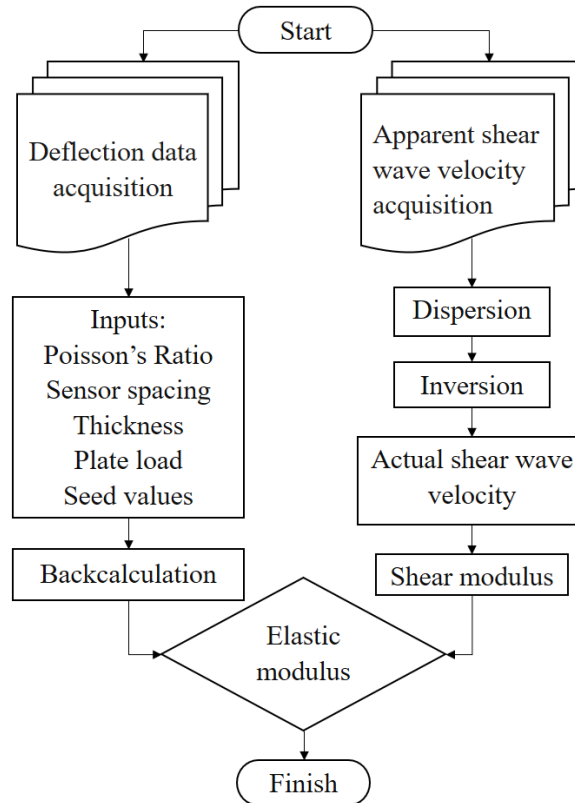 Start
Deflection data
acquisition
Apparent shear
wave velocity
acquisition
Inputs:
Poisson's Ratio
Sensor spacing
Thickness
Plate load
Seed values
Dispersion
Inversion
Actual shear wave
velocity
Backcalculation
Shear modulus
Elastic
modulus
Finish